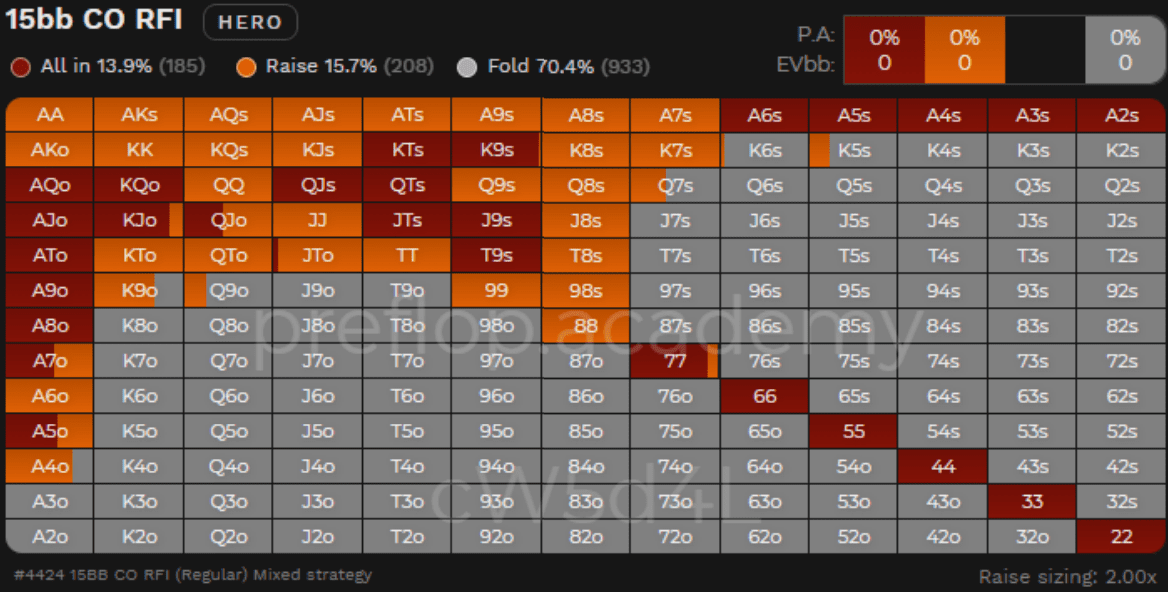 15bb CO RFI HERO
All in 13.9% (185) Raise 15.7% (208) Fold 70.4% (933)
P.A: 0% 0% 0%
EVbb: 0 0 0
AA AKs AQs AJs ATs A9s A8s A7s A6s A5s A4s A3s A2s
AKo KK KQs KJs KTs K9s K8s K7s K6s K5s K4s K3s K2s
AQo KQo QQ QJs QTs Q9s Q8s Q7s Q6s Q5s Q4s Q3s Q2s
AJo KJo QJo JJ JTs J9s J8s J7s J6s J5s J4s J3s J2s
ATo KTo QTo JTo TT T9s T8s T7s T6s T5s T4s T3s T2s
A9o K9o Q9o J9o T9o 99 98s 97s 96s 95s 94s 93s 92s
A8o K8o Q8o J8o T8o 98o 88 87s 86s 85s 84s 83s 82s
preflop.academy
A7o K7o Q7o J7o T7o 97o 87o 77 76s 75s 74s 73s 72s
A6o K6o Q6o J6o T6o 96o 86o 76o 66 65s 64s 63s 62s
A5o K5o Q5o J5o T5o 95o 85o 75o 65o 55 54s 53s 52s
A4o K4o Q4o J4o T4o 94o 84o 74o 64o 54o 44 43s 42s
cW5d4L
A3o K3o Q3o J3o T3o 93o 83o 73o 63o 53o 43o 33 32s
A2o K2o Q2o J2o T2o 92o 82o 72o 62o 52o 42o 32o 22
#4424 15BB CO RFI (Regular) Mixed strategy
Raise sizing: 2.00x